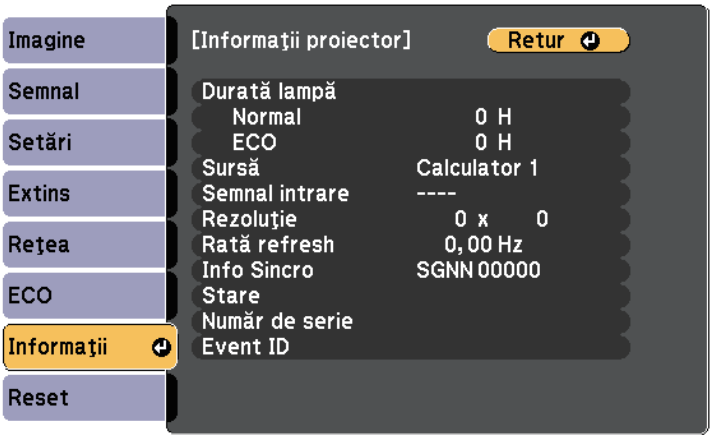 Imagine
Semnal
Setări
Extins
Reţea
ECO
Informaţii
Reset
[Informaţii proiector]
Retur
Durată lampă
Normal 0 H
ECO 0 H
Sursă Calculator 1
Semnal intrare ----
Rezoluţie 0 x 0
Rată refresh 0,00 Hz
Info Sincro SGNN 00000
Stare
Număr de serie
Event ID